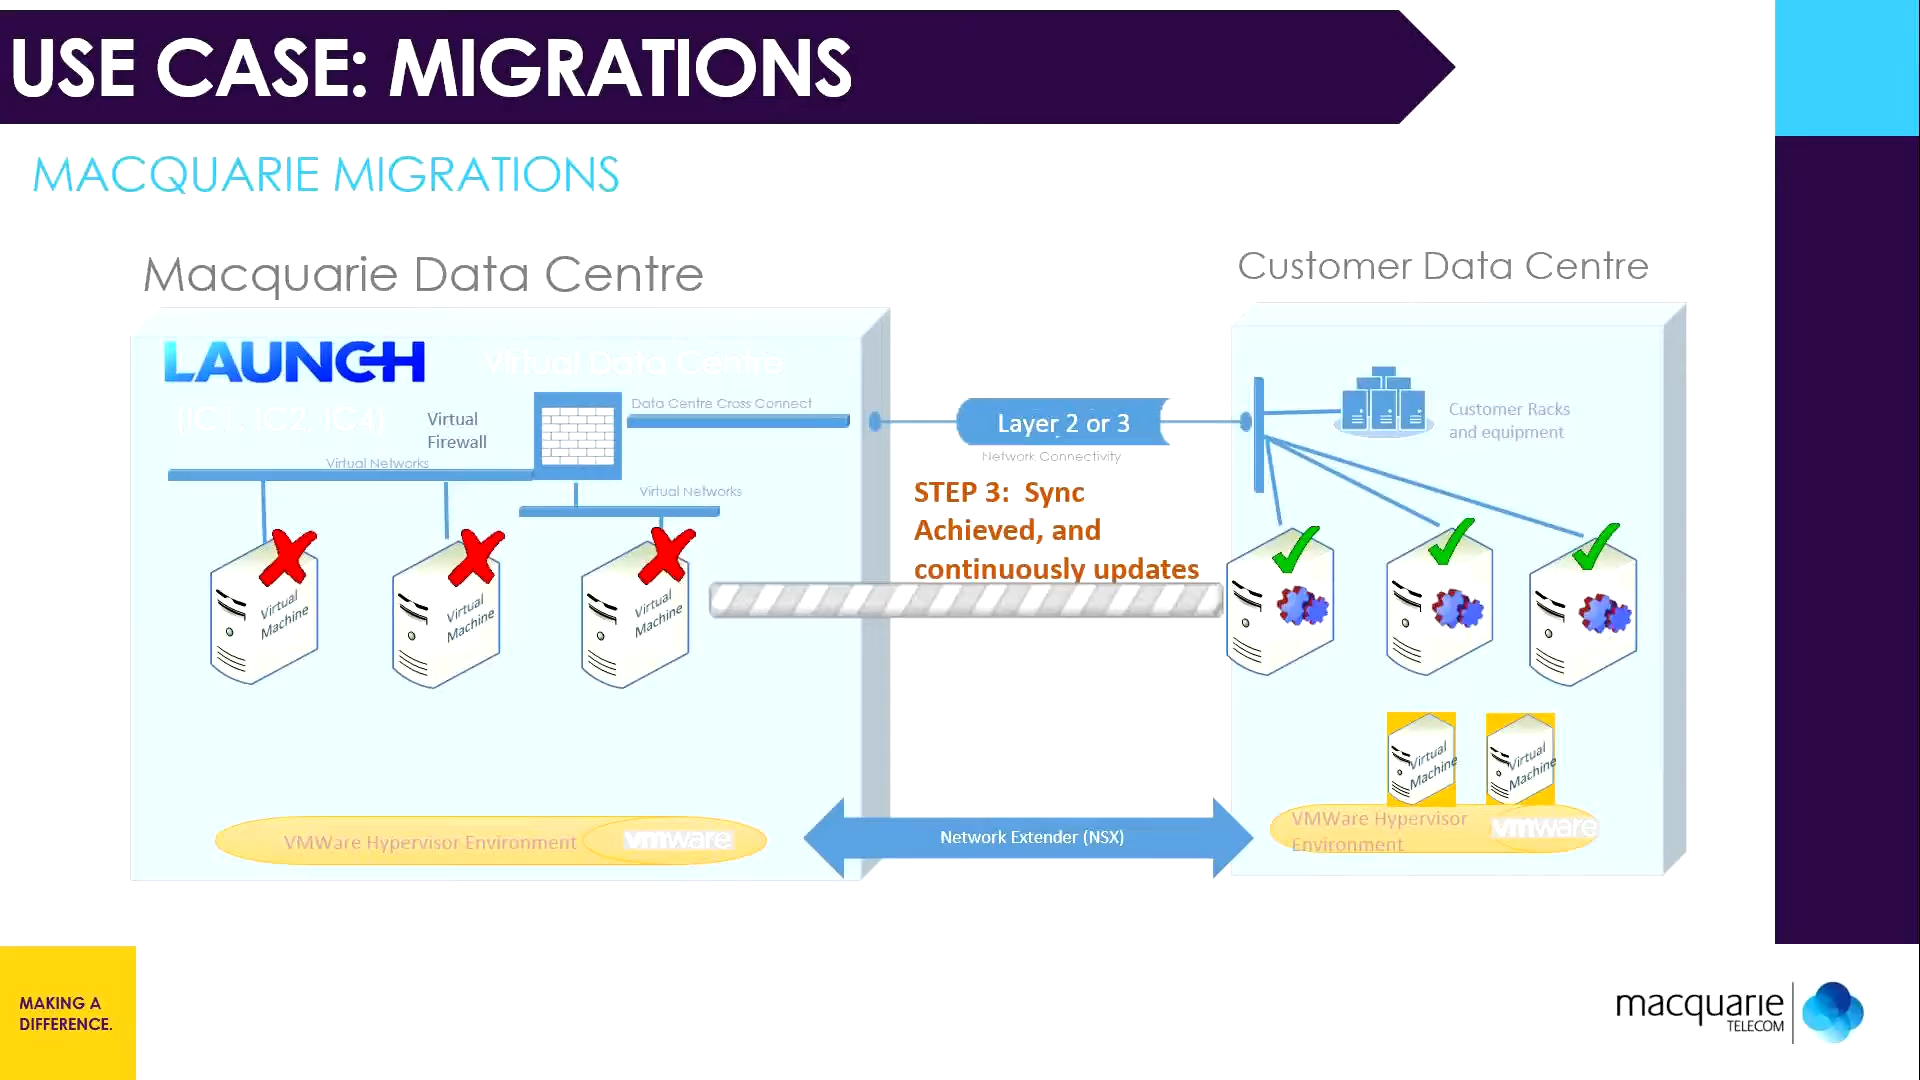 USE CASE: MIGRATIONS
MACQUARIE MIGRATIONS
Macquarie Data Centre
Customer Data Centre
LAUNCH
Virtual Data Centre
(IC1, IC2, IC4)
Virtual
Firewall
Data Centre Cross Connect
Virtual Networks
Virtual Networks
Layer 2 or 3
Network Connectivity
Customer Racks
and equipment
STEP 3: Sync
Achieved, and
continuously updates
Virtual
Machine
Virtual
Machine
Virtual
Machine
Virtual
Machine
Virtual
Machine
VMWare Hypervisor Environment
vmware
Network Extender (NSX)
VMWare Hypervisor
Environment
vmware
MAKING A
DIFFERENCE.
macquarie
TELECOM